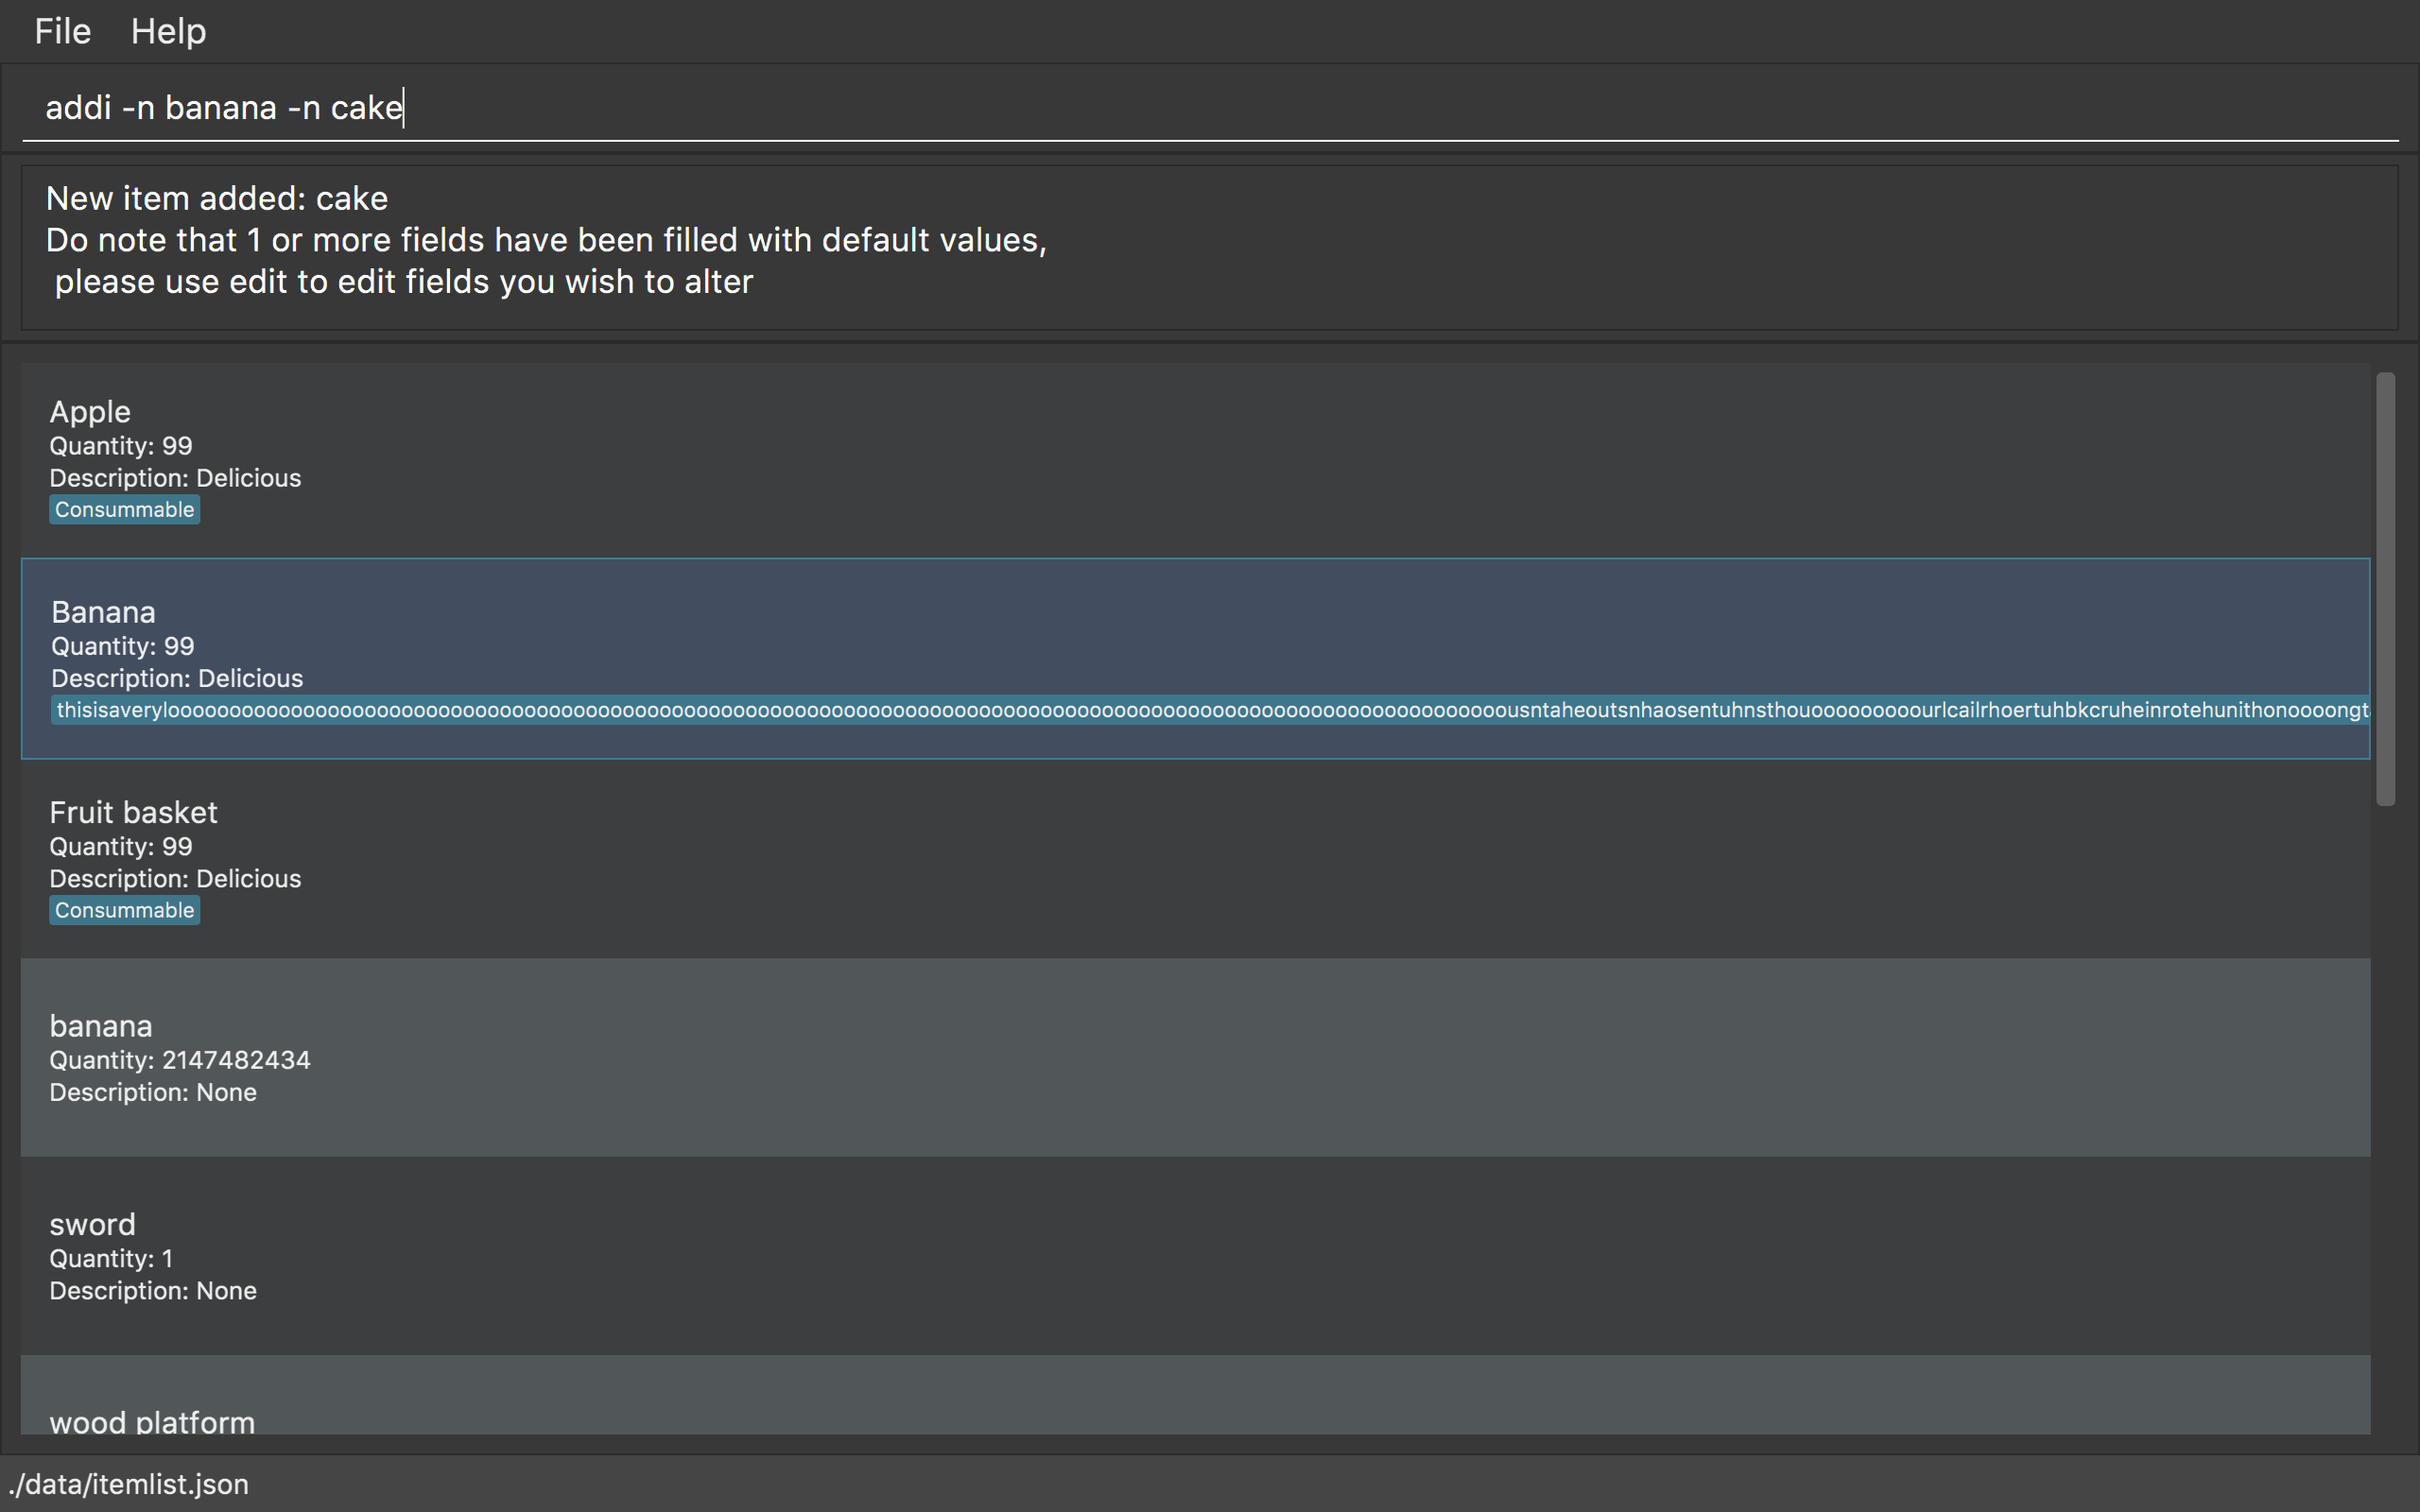 File Help
addi -n banana -n cake
New item added: cake
Do note that 1 or more fields have been filled with default values,
please use edit to edit fields you wish to alter
Apple
Quantity: 99
Description: Delicious
Consummable
Banana
Quantity: 99
Description: Delicious
Fruit basket
Quantity: 99
Description: Delicious
Consummable
banana
Quantity: 2147482434
Description: None
sword
Quantity: 1
Description: None
wood platform
./data/itemlist.json